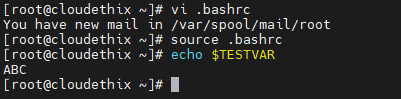 [root@cloudethix ~]# vi .bashrc
You have new mail in /var/spool/mail/root
[root@cloudethix ~]# source .bashrc
[root@cloudethix ~]# echo $TESTVAR
ABC
[root@cloudethix ~]#